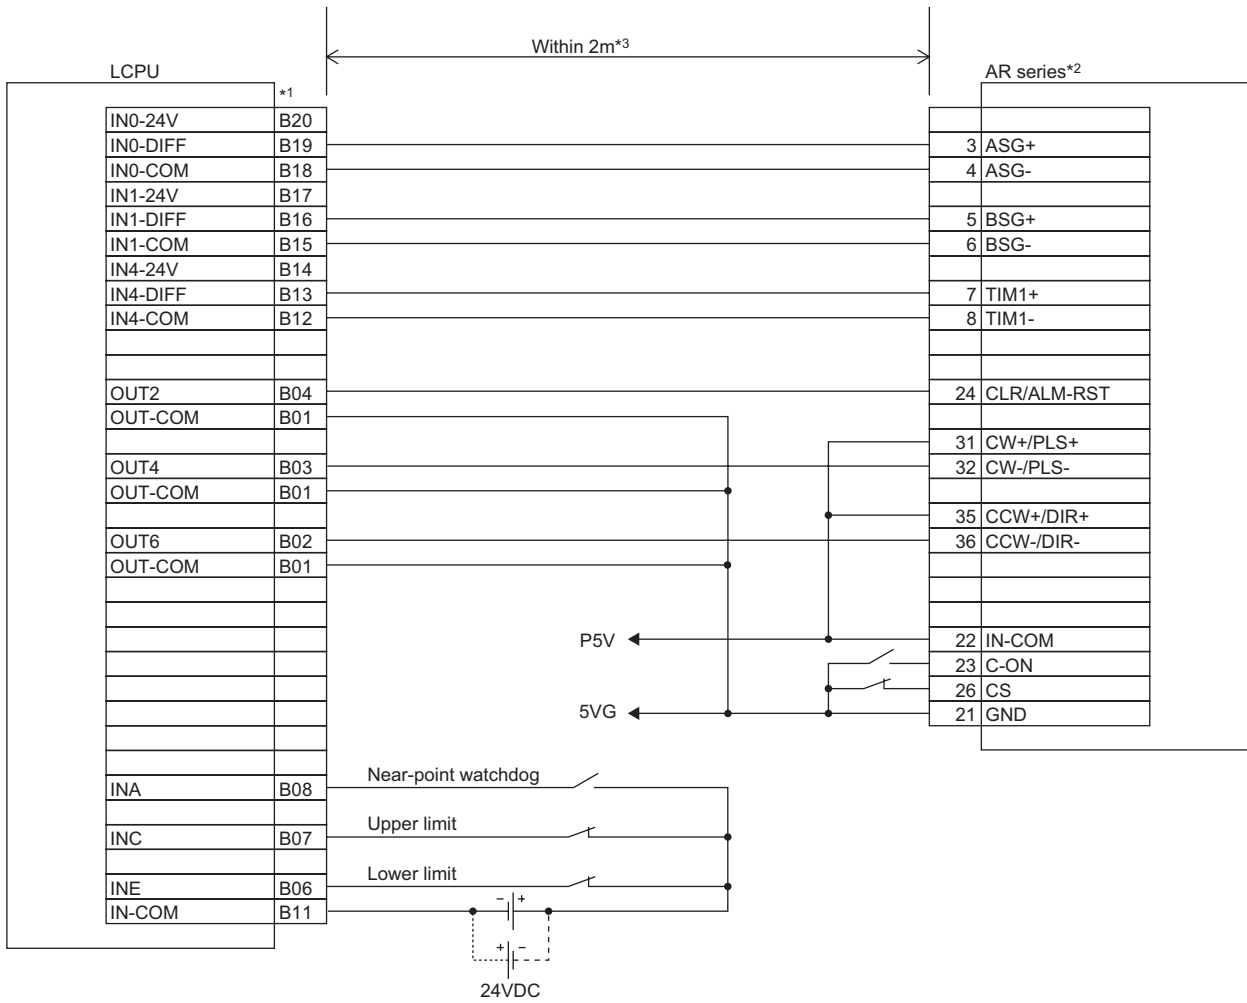 Within 2m*3
LCPU
AR series*2
*1
IN0-24V B20
IN0-DIFF B19 3 ASG+
IN0-COM B18 4 ASG-
IN1-24V B17
IN1-DIFF B16 5 BSG+
IN1-COM B15 6 BSG-
IN4-24V B14
IN4-DIFF B13 7 TIM1+
IN4-COM B12 8 TIM1-
OUT2 B04 24 CLR/ALM-RST
OUT-COM B01
31 CW+/PLS+
OUT4 B03 32 CW-/PLS-
OUT-COM B01
35 CCW+/DIR+
OUT6 B02 36 CCW-/DIR-
OUT-COM B01
P5V 22 IN-COM
23 C-ON
26 CS
5VG 21 GND
Near-point watchdog
INA B08
Upper limit
INC B07
Lower limit
INE B06
- +
IN-COM B11
+ -
24VDC